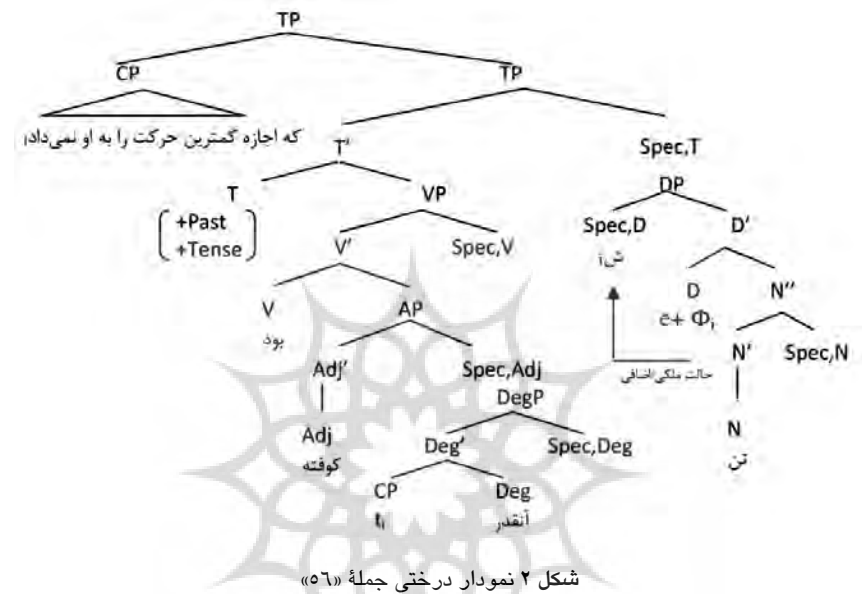 TP
CP TP
که اجازه کمترین حرکت را به او نمی‌داد i
T' Spec,T
T VP DP
+Past
+Tense
V' Spec,V Spec,D D'
ش i
V AP D N''
بود
e+ Φi
Adj' Spec,Adj حالت ملکی/اضافی N' Spec,N
DegP
Adj Deg' Spec,Deg N
کوفته تن
CP Deg
ti آنقدر
شکل ۲ نمودار درختی جملهٔ «۵۶»